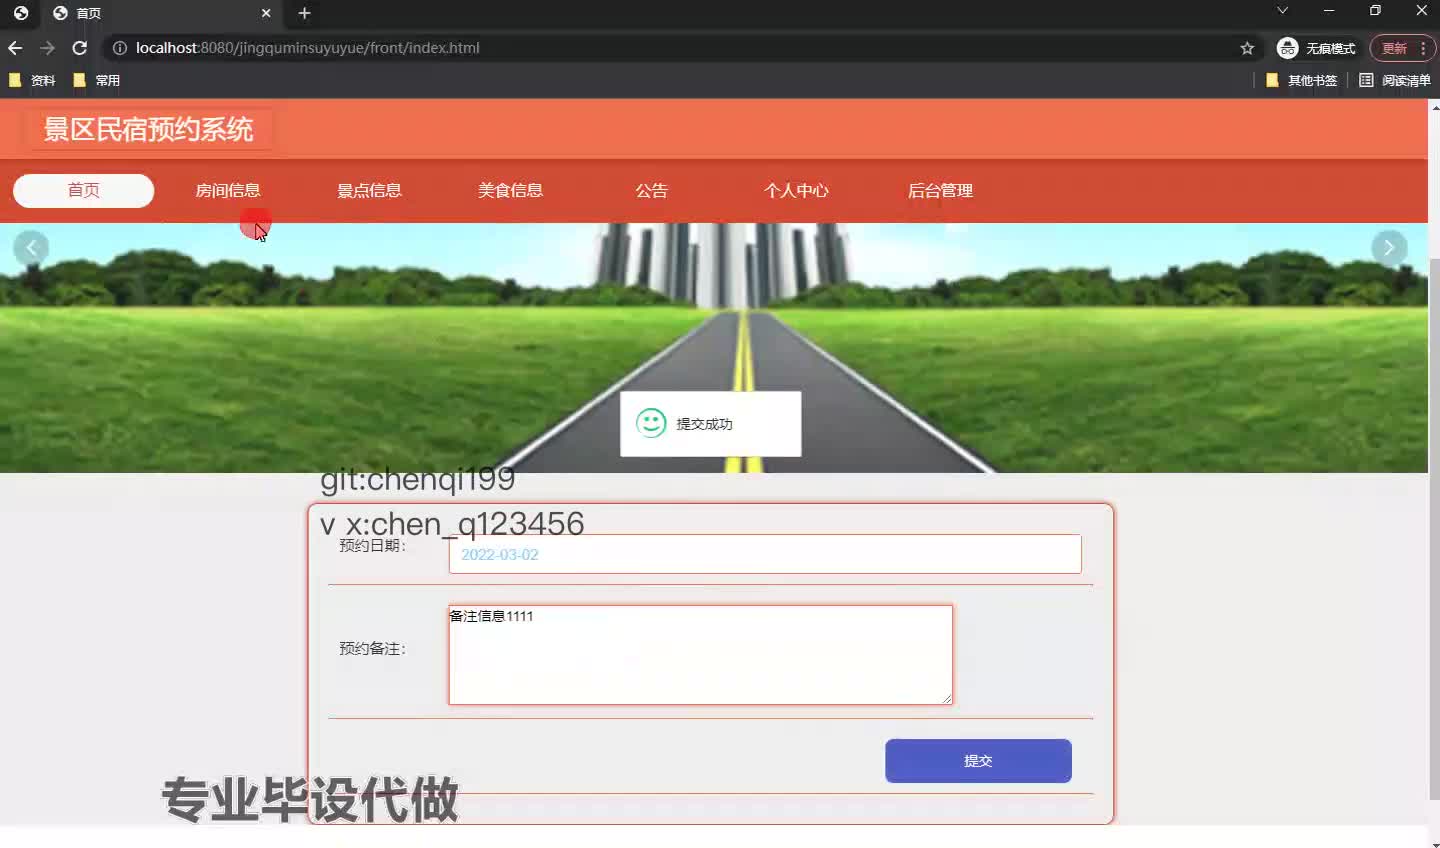 首页
localhost:8080/jingquminsuyuyue/front/index.html
无痕模式
更新
资料
常用
其他书签
阅读清单
景区民宿预约系统
首页
房间信息
景点信息
美食信息
公告
个人中心
后台管理
提交成功
git:chenqi199
v x:chen_q123456
预约日期：
2022-03-02
预约备注：
备注信息1111
提交
专业毕设代做